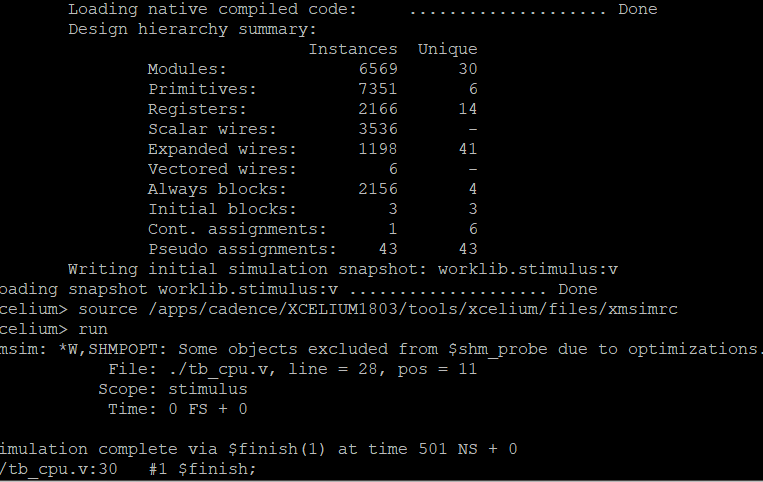 Loading native compiled code:     .................... Done
Design hierarchy summary:
Instances  Unique
Modules:             6569      30
Primitives:          7351       6
Registers:           2166      14
Scalar wires:        3536       -
Expanded wires:      1198      41
Vectored wires:         6       -
Always blocks:       2156       4
Initial blocks:         3       3
Cont. assignments:      1       6
Pseudo assignments:    43      43
Writing initial simulation snapshot: worklib.stimulus:v
oading snapshot worklib.stimulus:v .................... Done
celium> source /apps/cadence/XCELIUM1803/tools/xcelium/files/xmsimrc
celium> run
msim: *W,SHMPOPT: Some objects excluded from $shm_probe due to optimizations.
File: ./tb_cpu.v, line = 28, pos = 11
Scope: stimulus
Time: 0 FS + 0
imulation complete via $finish(1) at time 501 NS + 0
/tb_cpu.v:30   #1 $finish;